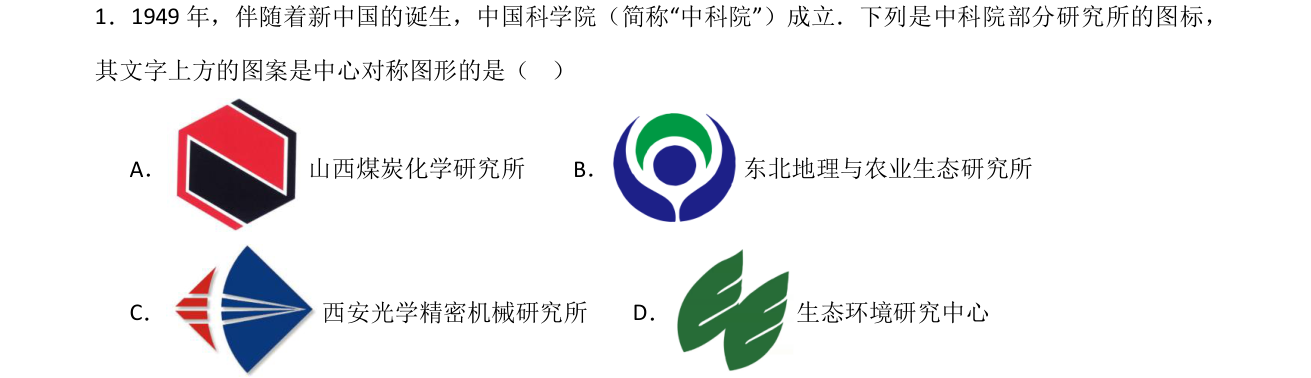 1．1949 年，伴随着新中国的诞生，中国科学院（简称“中科院”）成立．下列是中科院部分研究所的图标，
其文字上方的图案是中心对称图形的是（　）
A．山西煤炭化学研究所　B．东北地理与农业生态研究所
C．西安光学精密机械研究所　D．生态环境研究中心